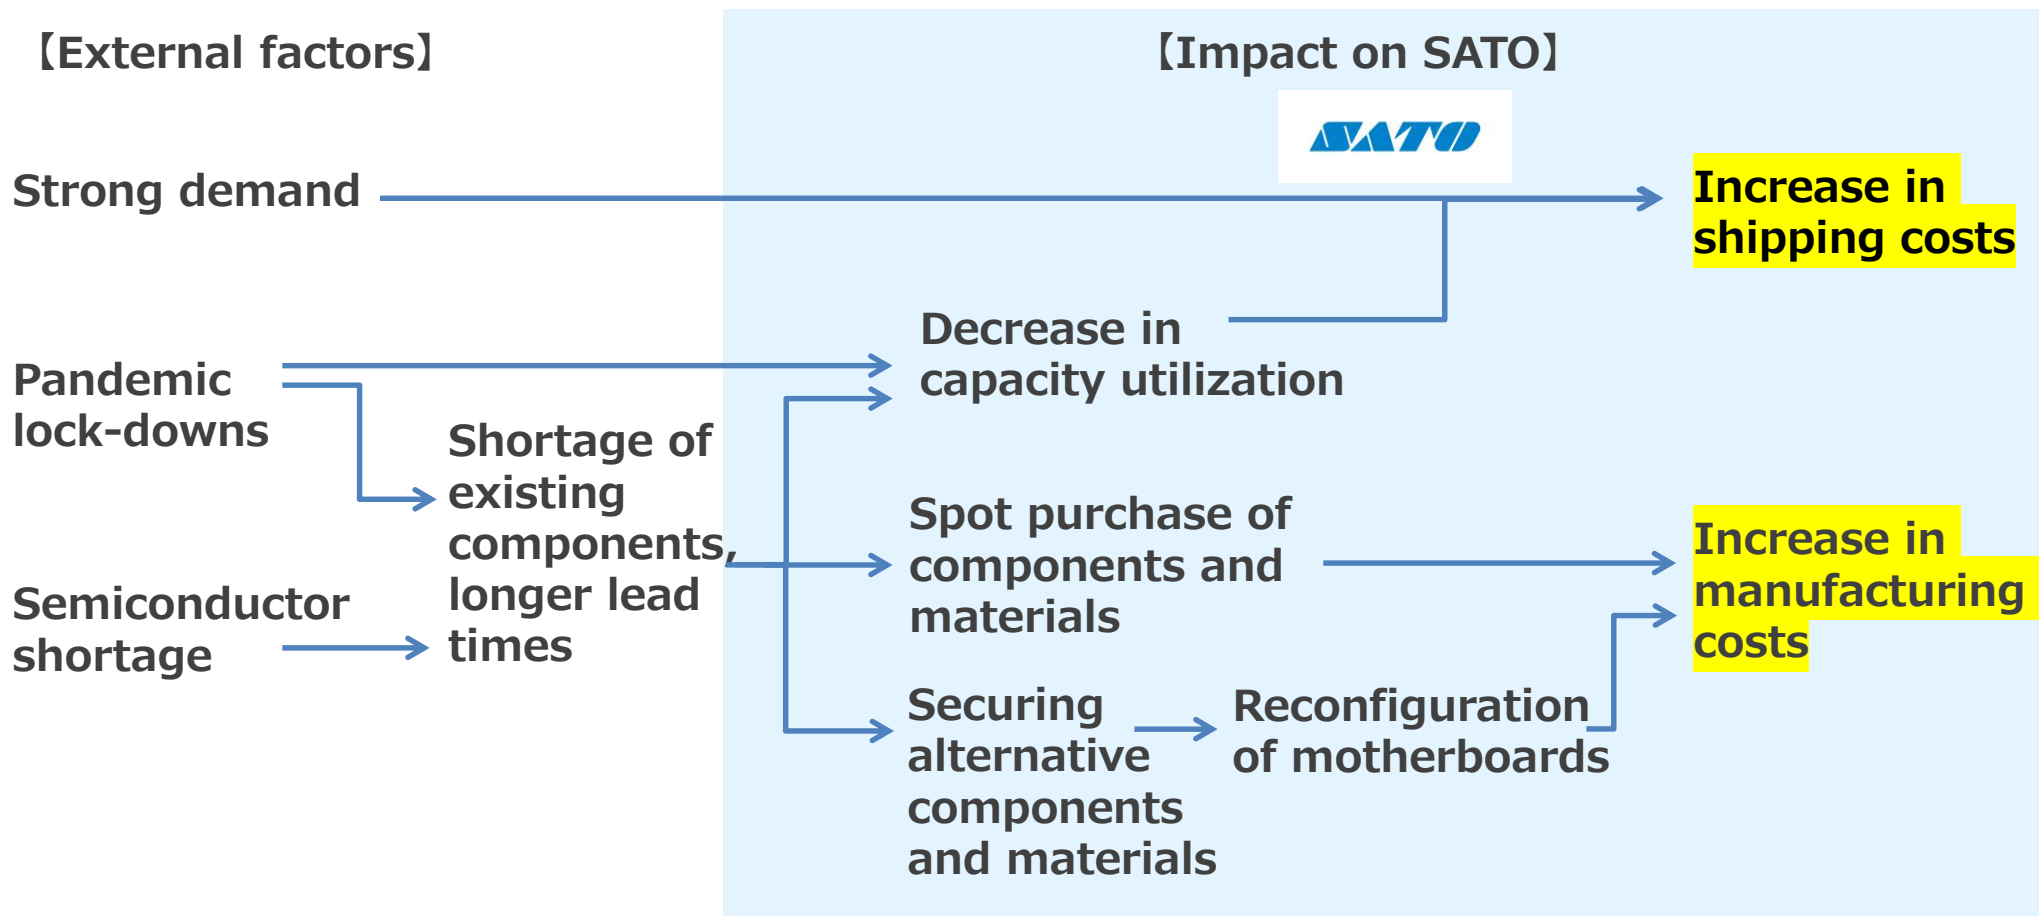 【External factors】
【Impact on SATO】
SATO
Strong demand
Increase in
shipping costs
Pandemic
lock-downs
Decrease in
capacity utilization
Shortage of
existing
components,
longer lead
times
Semiconductor
shortage
Spot purchase of
components and
materials
Increase in
manufacturing
costs
Securing
alternative
components
and materials
Reconfiguration
of motherboards